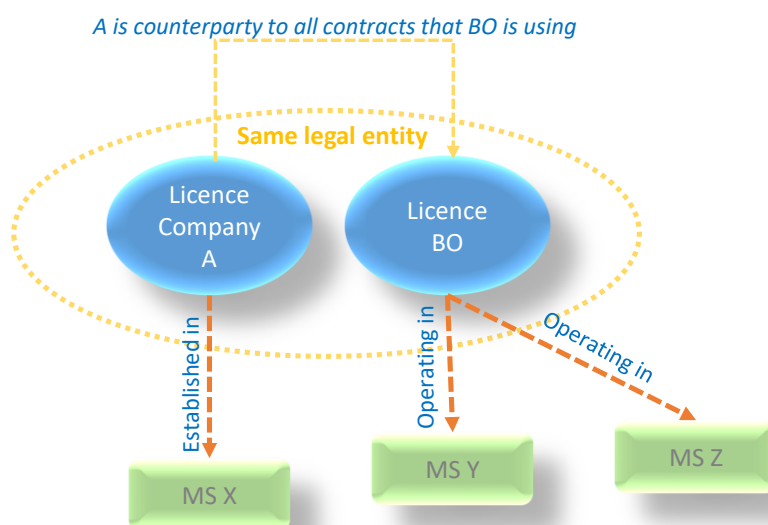 A is counterparty to all contracts that BO is using
Same legal entity
Licence
Company
A
Licence
BO
Established in
Operating in
Operating in
MS X
MS Y
MS Z